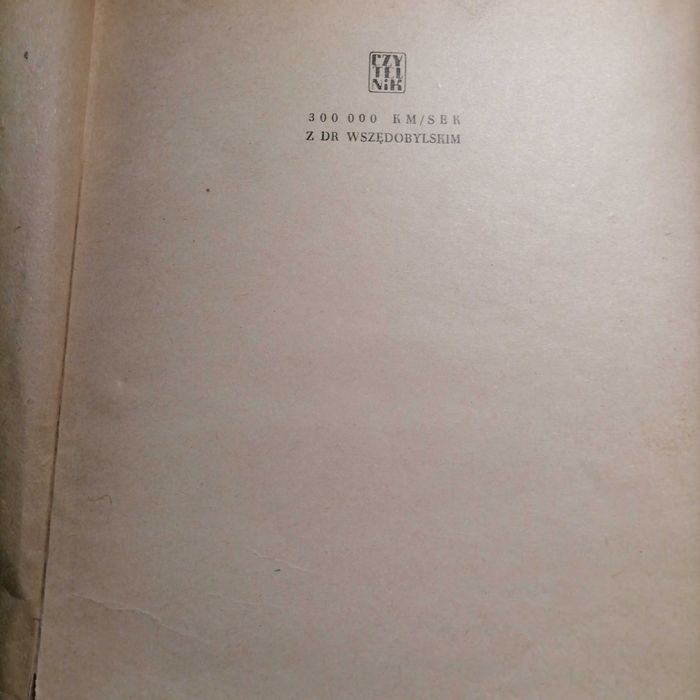 CZY
TEL
NiK
300 000 KM/SEK
Z DR WSZĘDOBYLSKIM